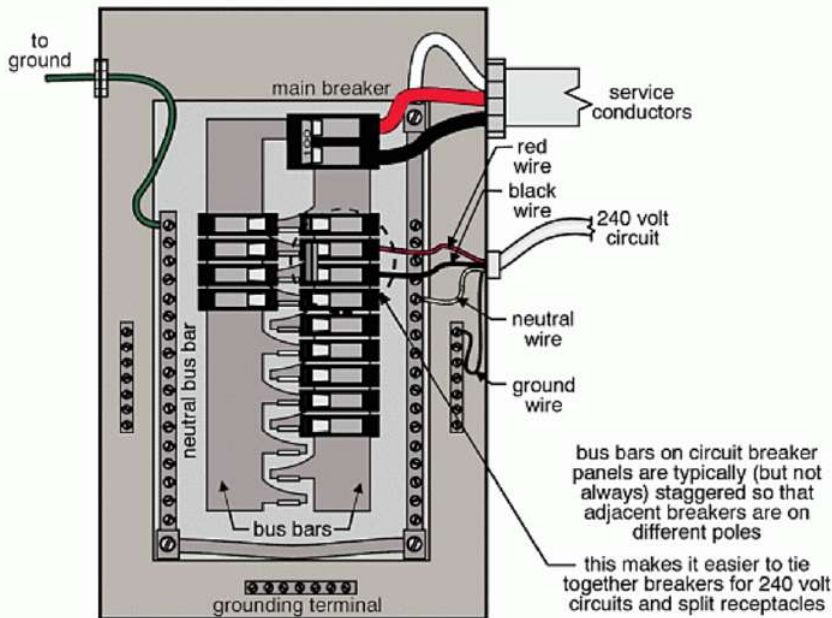 to
ground
main breaker
100
service
conductors
red
wire
black
wire
240 volt
circuit
neutral
wire
ground
wire
neutral bus bar
bus bars
grounding terminal
bus bars on circuit breaker
panels are typically (but not
always) staggered so that
adjacent breakers are on
different poles
this makes it easier to tie
together breakers for 240 volt
circuits and split receptacles